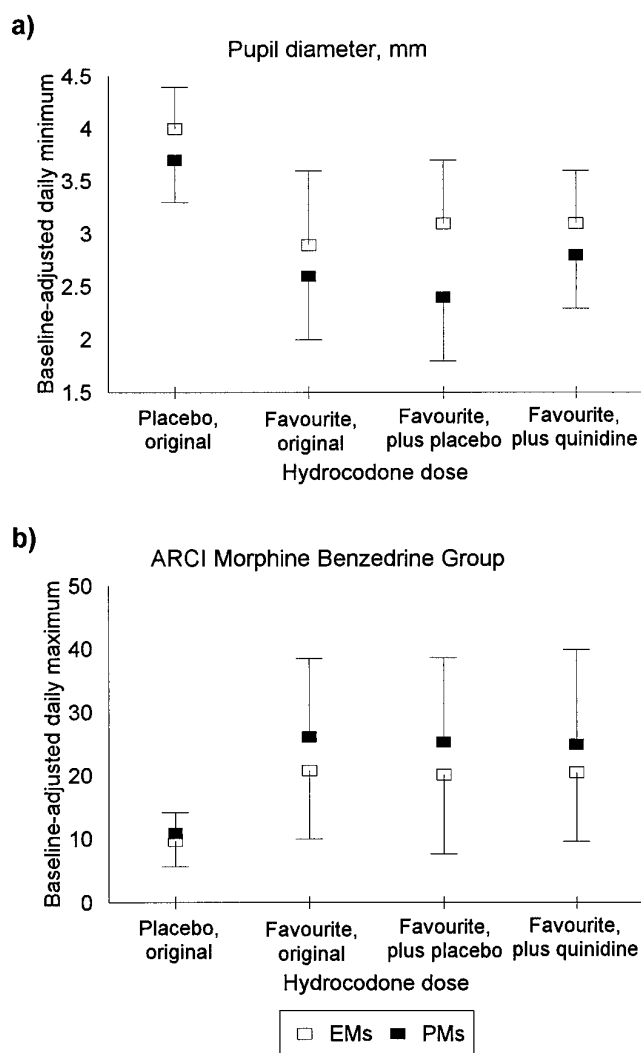 a)
Pupil diameter, mm
Baseline-adjusted daily minimum
4.5
4
3.5
3
2.5
2
1.5
Placebo, original
Favourite, original
Favourite, plus placebo
Favourite, plus quinidine
Hydrocodone dose
b)
ARCI Morphine Benzedrine Group
Baseline-adjusted daily maximum
50
40
30
20
10
0
Placebo, original
Favourite, original
Favourite, plus placebo
Favourite, plus quinidine
Hydrocodone dose
EMs PMs